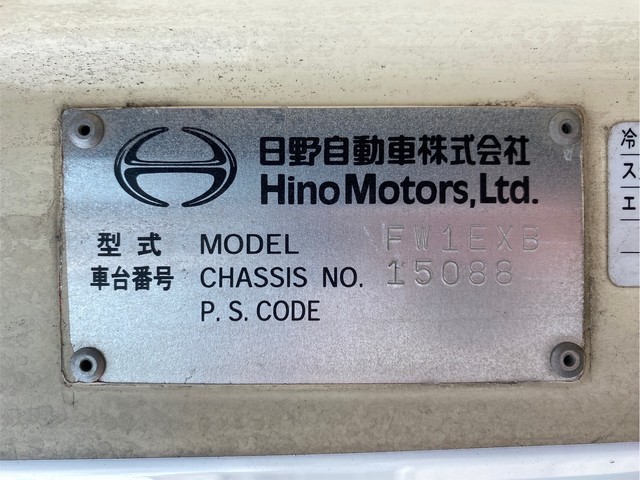 日野自動車株式会社
Hino Motors, Ltd.
型式 MODEL FW1EXB
車台番号 CHASSIS NO. 15088
P. S. CODE
冷
ス
エ